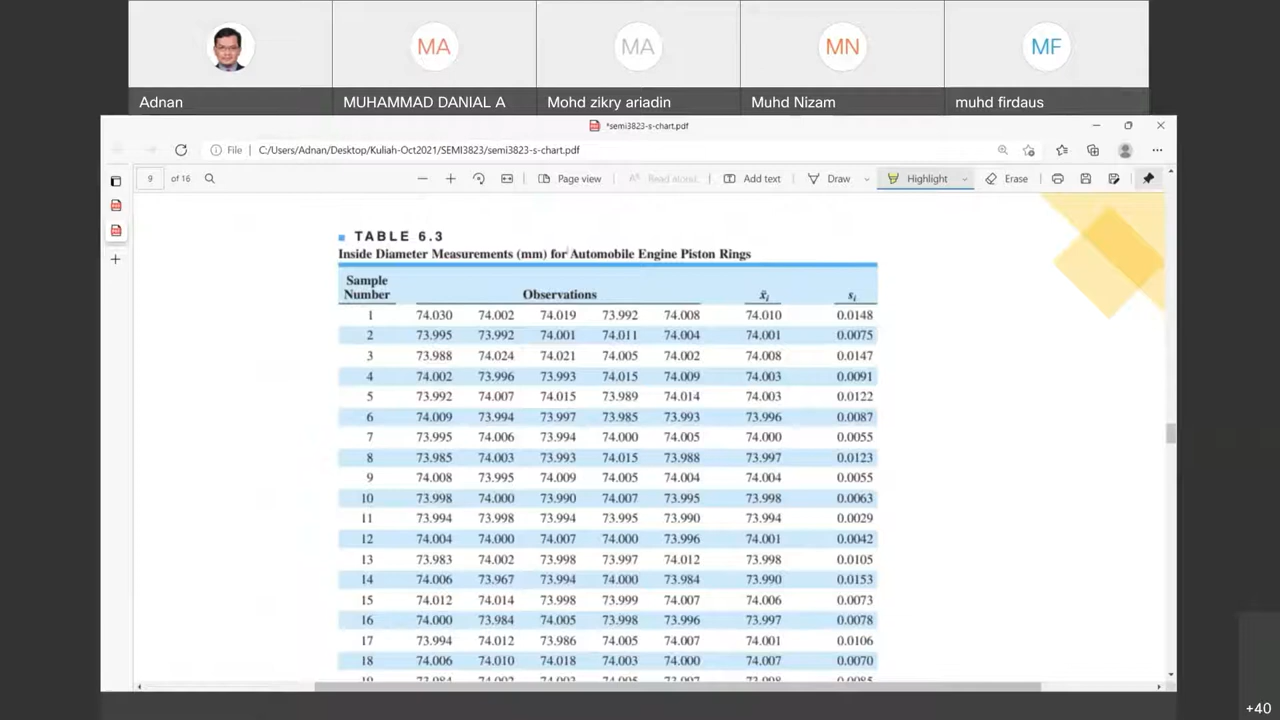 MA
MA
MN
MF
Adnan
MUHAMMAD DANIAL A
Mohd zikry ariadin
Muhd Nizam
muhd firdaus
*semi3823-s-chart.pdf
File | C:/Users/Adnan/Desktop/Kuliah-Oct2021/SEMI3823/semi3823-s-chart.pdf
9 of 16 Page view Read aloud Add text Draw Highlight Erase
TABLE 6.3
Inside Diameter Measurements (mm) for Automobile Engine Piston Rings
Sample
Number Observations x̄i si
1 74.030 74.002 74.019 73.992 74.008 74.010 0.0148
2 73.995 73.992 74.001 74.011 74.004 74.001 0.0075
3 73.988 74.024 74.021 74.005 74.002 74.008 0.0147
4 74.002 73.996 73.993 74.015 74.009 74.003 0.0091
5 73.992 74.007 74.015 73.989 74.014 74.003 0.0122
6 74.009 73.994 73.997 73.985 73.993 73.996 0.0087
7 73.995 74.006 73.994 74.000 74.005 74.000 0.0055
8 73.985 74.003 73.993 74.015 73.988 73.997 0.0123
9 74.008 73.995 74.009 74.005 74.004 74.004 0.0055
10 73.998 74.000 73.990 74.007 73.995 73.998 0.0063
11 73.994 73.998 73.994 73.995 73.990 73.994 0.0029
12 74.004 74.000 74.007 74.000 73.996 74.001 0.0042
13 73.983 74.002 73.998 73.997 74.012 73.998 0.0105
14 74.006 73.967 73.994 74.000 73.984 73.990 0.0153
15 74.012 74.014 73.998 73.999 74.007 74.006 0.0073
16 74.000 73.984 74.005 73.998 73.996 73.997 0.0078
17 73.994 74.012 73.986 74.005 74.007 74.001 0.0106
18 74.006 74.010 74.018 74.003 74.000 74.007 0.0070
+40